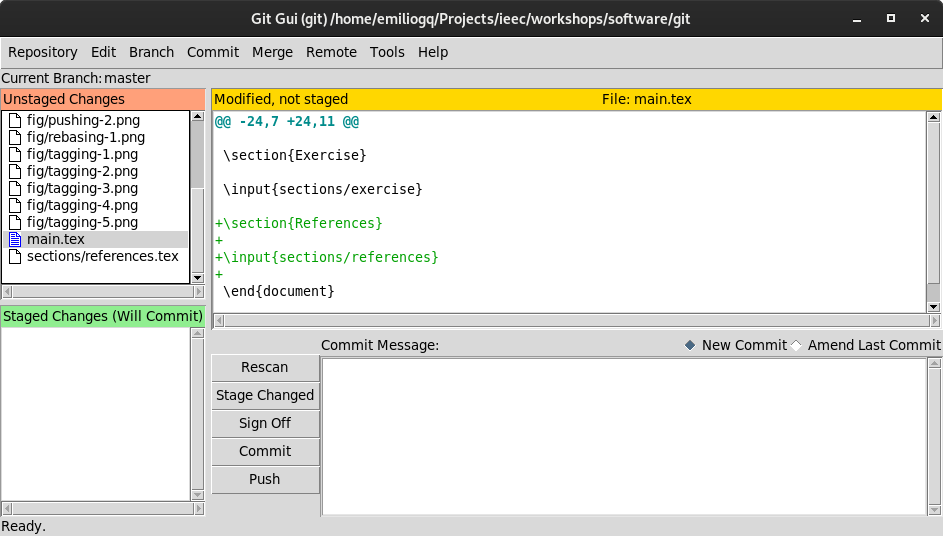 Git Gui (git) /home/emiliogq/Projects/ieec/workshops/software/git
Repository Edit Branch Commit Merge Remote Tools Help
Current Branch: master
Unstaged Changes
fig/pushing-2.png
fig/rebasing-1.png
fig/tagging-1.png
fig/tagging-2.png
fig/tagging-3.png
fig/tagging-4.png
fig/tagging-5.png
main.tex
sections/references.tex
Staged Changes (Will Commit)
Modified, not staged File: main.tex
@@ -24,7 +24,11 @@
\section{Exercise}
\input{sections/exercise}
+\section{References}
+
+\input{sections/references}
+
\end{document}
Commit Message: New Commit Amend Last Commit
Rescan
Stage Changed
Sign Off
Commit
Push
Ready.